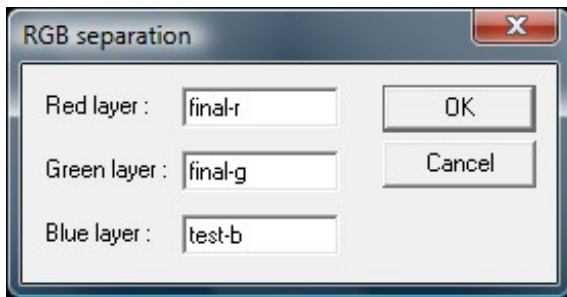 RGB separation
Red layer : final-r OK
Green layer : final-g Cancel
Blue layer : test-b